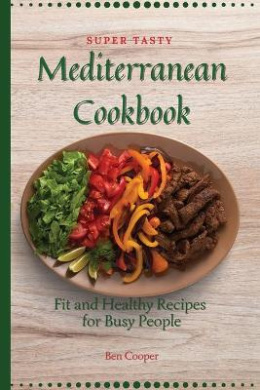 SUPER TASTY
Mediterranean
Cookbook
Fit and Healthy Recipes
for Busy People
Ben Cooper